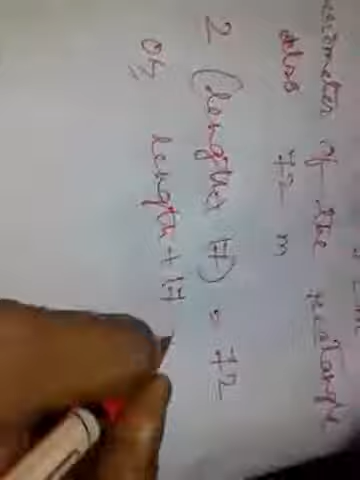 perimeter of the rectangle
also 72 m
2 (length + 17) = 72
or, length + 17